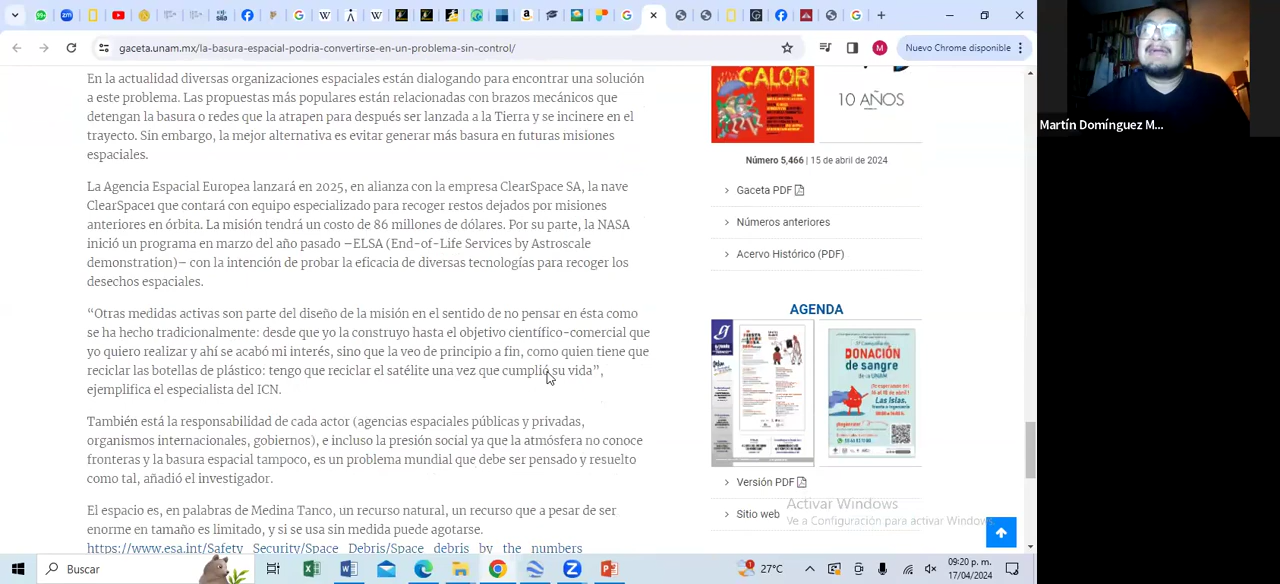 gaceta.unam.mx/la-basura-espacial-podria-convertirse-en-un-problema-sin-control/
M
Nuevo Chrome disponible
En la actualidad diversas organizaciones espaciales están dialogando para encontrar una solución
a este problema. Las propuestas más populares están relacionadas con brazos mecánicos que
detengan la basura o redes que la atrapen para después ser lanzada a la Tierra y se incinere en el
trayecto. Sin embargo, la mejor alternativa es evitar generar más basura en futuras misiones
espaciales.
La Agencia Espacial Europea lanzará en 2025, en alianza con la empresa ClearSpace SA, la nave
ClearSpace1 que contará con equipo especializado para recoger restos dejados por misiones
anteriores en órbita. La misión tendrá un costo de 86 millones de dólares. Por su parte, la NASA
inició un programa en marzo del año pasado –ELSA (End-of-Life Services by Astroscale
demonstration)– con la intención de probar la eficacia de diversas tecnologías para recoger los
desechos espaciales.
“Otras medidas activas son parte del diseño de la misión en el sentido de no pensar en ésta como
se ha hecho tradicionalmente: desde que yo la construyo hasta el objetivo científico-comercial que
yo quiero realizar y ahí se acabó mi interés, sino que la veo de principio a fin, como quien tiene que
reciclar las botellas de plástico: tengo que reciclar el satélite una vez que cumplió su vida”,
ejemplifica el especialista del ICN.
También está la responsabilidad de cada actor (agencias espaciales públicas y privadas,
organismos internacionales, gobiernos), e incluso la presión social ya que la atmósfera no conoce
fronteras y la basura espacial tampoco, es un problema mundial que debe ser pensado y resuelto
como tal, añadió el investigador.
El espacio es, en palabras de Medina Tanco, un recurso natural, un recurso que a pesar de ser
enorme en tamaño es limitado, y si se usa sin medida puede agotarse.
https://www.esa.int/Safety_Security/Space_Debris/Space_debris_by_the_numbers
CALOR
10 AÑOS
Número 5,466 | 15 de abril de 2024
Gaceta PDF
Números anteriores
Acervo Histórico (PDF)
AGENDA
DONACIÓN
de sangre
de la UNAM
Las Islas,
Versión PDF
Sitio web
Activar Windows
Ve a Configuración para activar Windows.
Martín Domínguez M...
Buscar
27°C
09:20 p. m.
17/04/2024